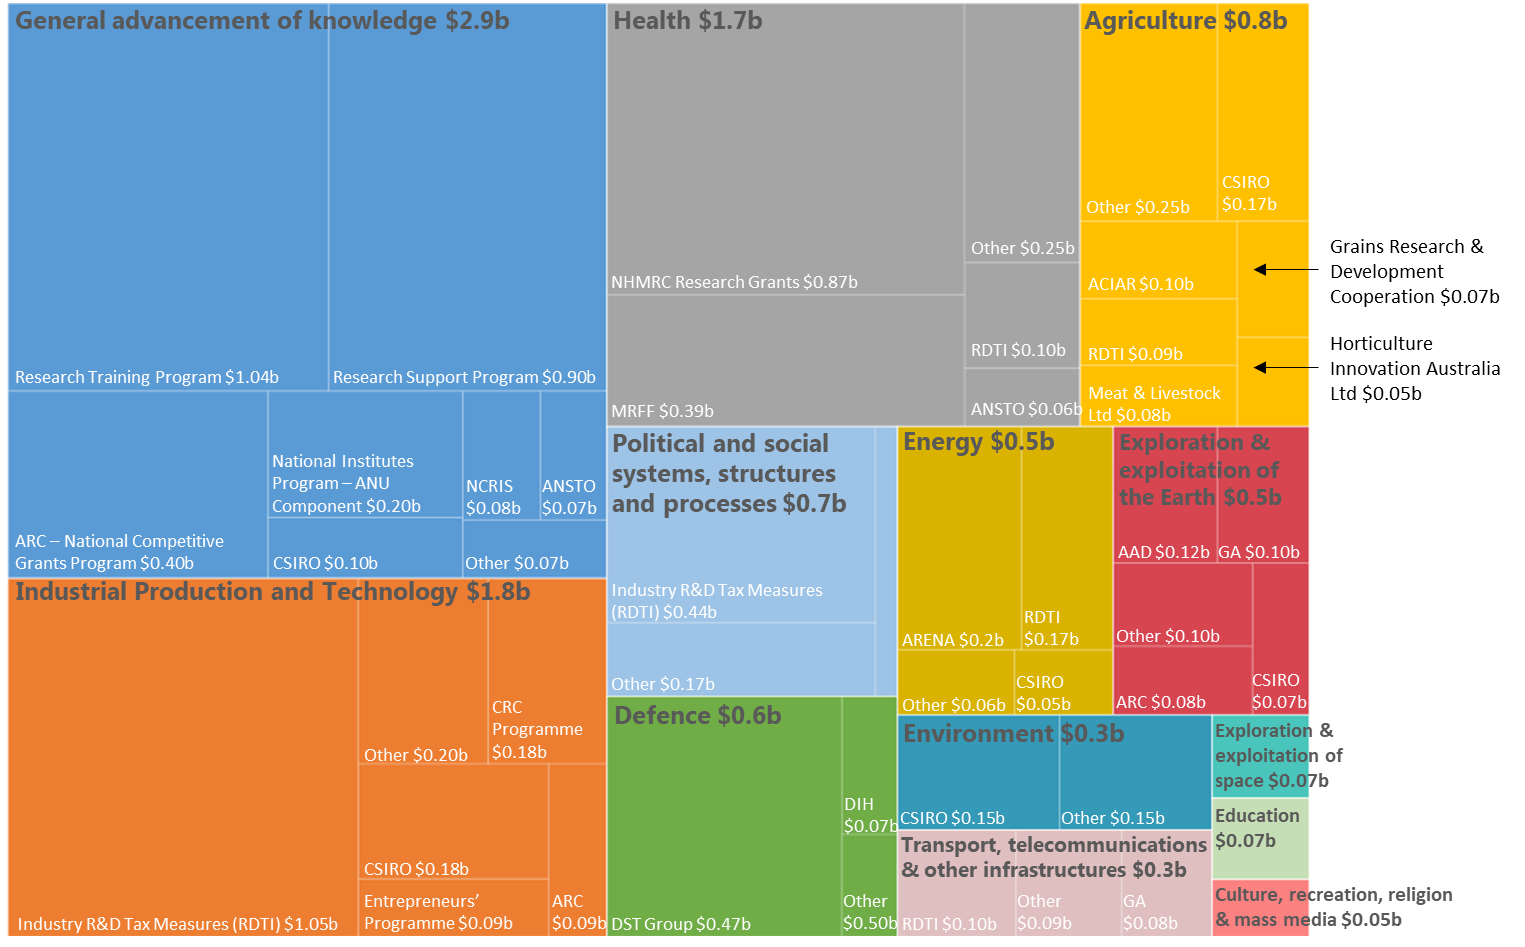 General advancement of knowledge $2.9b
Research Training Program $1.04b
Research Support Program $0.90b
ARC – National Competitive
Grants Program $0.40b
National Institutes
Program – ANU
Component $0.20b
CSIRO $0.10b
NCRIS
$0.08b
ANSTO
$0.07b
Other $0.07b
Industrial Production and Technology $1.8b
Industry R&D Tax Measures (RDTI) $1.05b
Other $0.20b
CRC
Programme
$0.18b
CSIRO $0.18b
Entrepreneurs’
Programme $0.09b
ARC
$0.09b
Health $1.7b
NHMRC Research Grants $0.87b
MRFF $0.39b
Other $0.25b
RDTI $0.10b
ANSTO $0.06b
Agriculture $0.8b
Other $0.25b
CSIRO
$0.17b
ACIAR $0.10b
RDTI $0.09b
Meat & Livestock
Ltd $0.08b
Grains Research &
Development
Cooperation $0.07b
Horticulture
Innovation Australia
Ltd $0.05b
Political and social
systems, structures
and processes $0.7b
Industry R&D Tax Measures
(RDTI) $0.44b
Other $0.17b
Defence $0.6b
DST Group $0.47b
DIH
$0.07b
Other
$0.50b
Energy $0.5b
ARENA $0.2b
RDTI
$0.17b
Other $0.06b
CSIRO
$0.05b
Exploration &
exploitation of
the Earth $0.5b
AAD $0.12b
GA $0.10b
Other $0.10b
ARC $0.08b
CSIRO
$0.07b
Environment $0.3b
CSIRO $0.15b
Other $0.15b
Transport, telecommunications
& other infrastructures $0.3b
RDTI $0.10b
Other
$0.09b
GA
$0.08b
Exploration &
exploitation of
space $0.07b
Education
$0.07b
Culture, recreation, religion
& mass media $0.05b